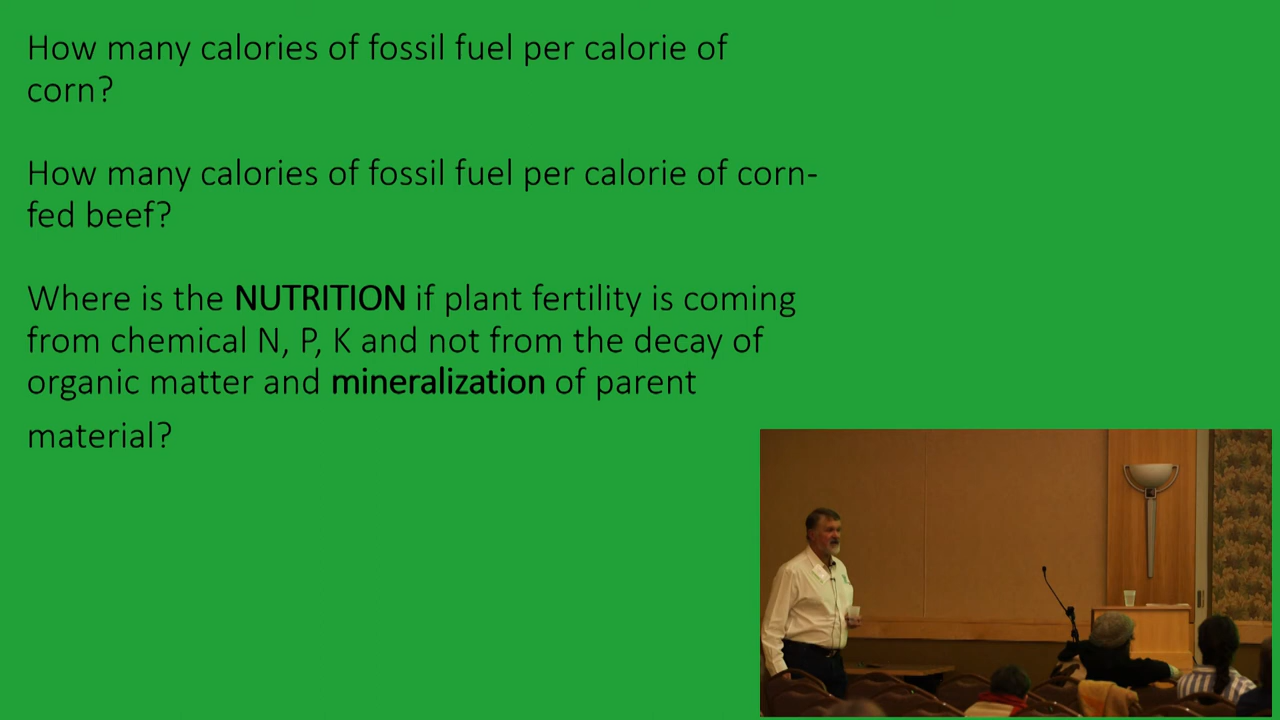 How many calories of fossil fuel per calorie of
corn?
How many calories of fossil fuel per calorie of corn-
fed beef?
Where is the NUTRITION if plant fertility is coming
from chemical N, P, K and not from the decay of
organic matter and mineralization of parent
material?